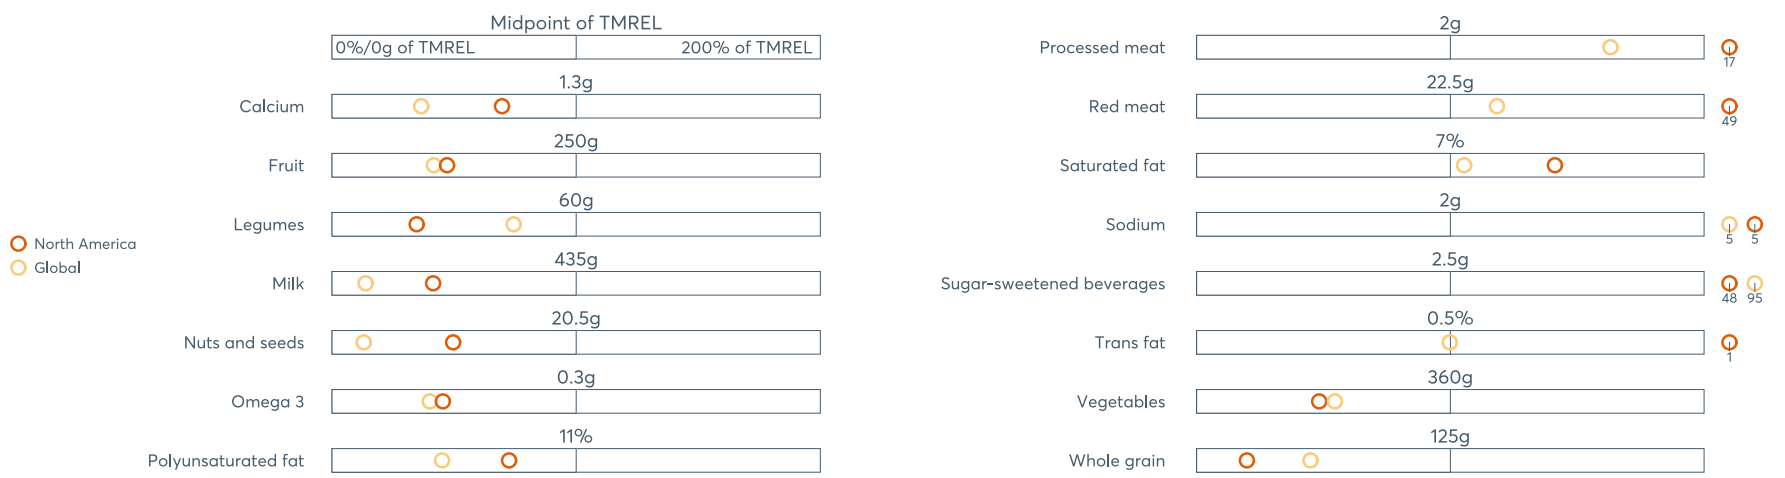 Midpoint of TMREL
0%/0g of TMREL 200% of TMREL
1.3g
Calcium
250g
Fruit
60g
Legumes
435g
Milk
20.5g
Nuts and seeds
0.3g
Omega 3
11%
Polyunsaturated fat
North America
Global
2g
Processed meat
17
22.5g
Red meat
49
7%
Saturated fat
2g
Sodium
5 5
2.5g
Sugar-sweetened beverages
48 95
0.5%
Trans fat
1
360g
Vegetables
125g
Whole grain